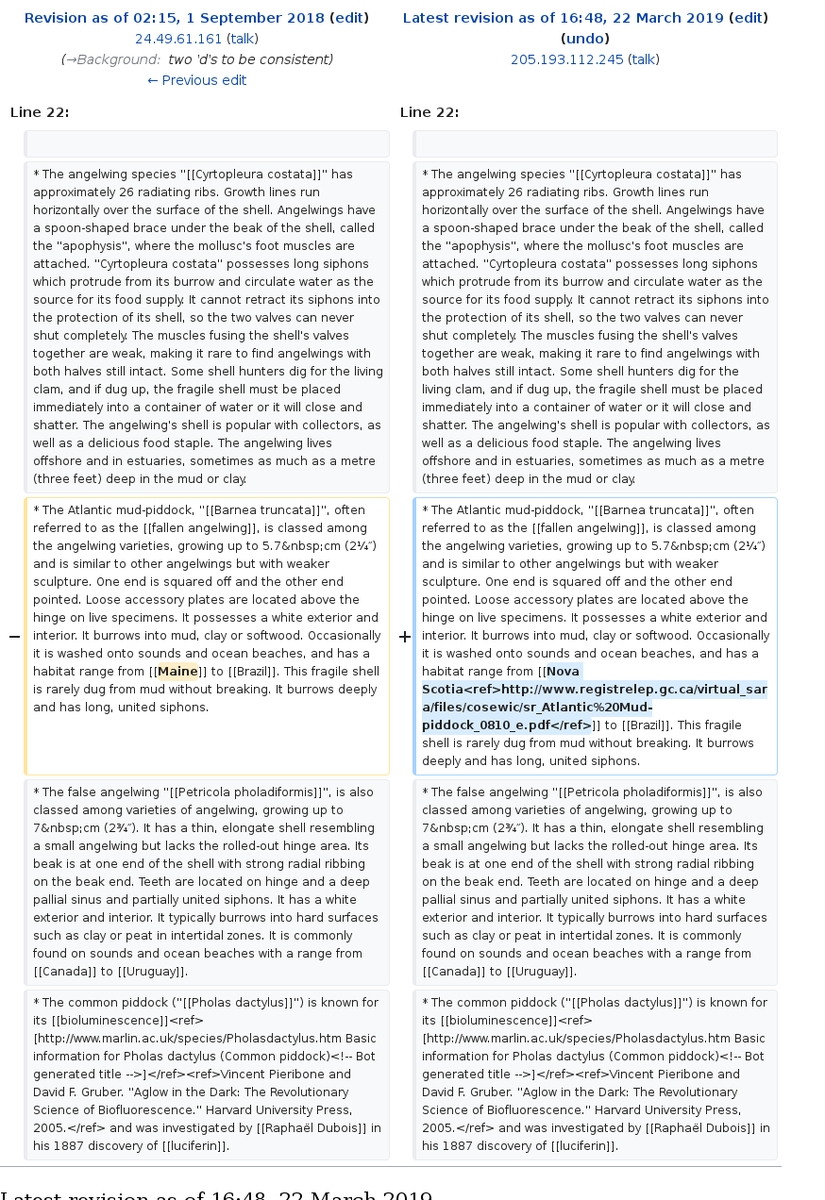 Revision as of 02:15, 1 September 2018 (edit)
24.49.61.161 (talk)
(→Background: two 'd's to be consistent)
← Previous edit
Latest revision as of 16:48, 22 March 2019 (edit)
(undo)
205.193.112.245 (talk)
Line 22:
Line 22:
* The angelwing species ''[[Cyrtopleura costata]]'' has
approximately 26 radiating ribs. Growth lines run
horizontally over the surface of the shell. Angelwings have
a spoon-shaped brace under the beak of the shell, called
the "apophysis", where the mollusc's foot muscles are
attached. ''Cyrtopleura costata'' possesses long siphons
which protrude from its burrow and circulate water as the
source for its food supply. It cannot retract its siphons into
the protection of its shell, so the two valves can never
shut completely. The muscles fusing the shell's valves
together are weak, making it rare to find angelwings with
both halves still intact. Some shell hunters dig for the living
clam, and if dug up, the fragile shell must be placed
immediately into a container of water or it will close and
shatter. The angelwing's shell is popular with collectors, as
well as a delicious food staple. The angelwing lives
offshore and in estuaries, sometimes as much as a metre
(three feet) deep in the mud or clay.
* The angelwing species ''[[Cyrtopleura costata]]'' has
approximately 26 radiating ribs. Growth lines run
horizontally over the surface of the shell. Angelwings have
a spoon-shaped brace under the beak of the shell, called
the "apophysis", where the mollusc's foot muscles are
attached. ''Cyrtopleura costata'' possesses long siphons
which protrude from its burrow and circulate water as the
source for its food supply. It cannot retract its siphons into
the protection of its shell, so the two valves can never
shut completely. The muscles fusing the shell's valves
together are weak, making it rare to find angelwings with
both halves still intact. Some shell hunters dig for the living
clam, and if dug up, the fragile shell must be placed
immediately into a container of water or it will close and
shatter. The angelwing's shell is popular with collectors, as
well as a delicious food staple. The angelwing lives
offshore and in estuaries, sometimes as much as a metre
(three feet) deep in the mud or clay.
* The Atlantic mud-piddock, ''[[Barnea truncata]]'', often
referred to as the [[fallen angelwing]], is classed among
the angelwing varieties, growing up to 5.7&nbsp;cm (2¼″)
and is similar to other angelwings but with weaker
sculpture. One end is squared off and the other end
pointed. Loose accessory plates are located above the
hinge on live specimens. It possesses a white exterior and
− interior. It burrows into mud, clay or softwood. Occasionally
it is washed onto sounds and ocean beaches, and has a
habitat range from [[Maine]] to [[Brazil]]. This fragile shell
is rarely dug from mud without breaking. It burrows deeply
and has long, united siphons.
* The Atlantic mud-piddock, ''[[Barnea truncata]]'', often
referred to as the [[fallen angelwing]], is classed among
the angelwing varieties, growing up to 5.7&nbsp;cm (2¼″)
and is similar to other angelwings but with weaker
sculpture. One end is squared off and the other end
pointed. Loose accessory plates are located above the
hinge on live specimens. It possesses a white exterior and
+ interior. It burrows into mud, clay or softwood. Occasionally
it is washed onto sounds and ocean beaches, and has a
habitat range from [[Nova
Scotia<ref>http://www.registrelep.gc.ca/virtual_sar
a/files/cosewic/sr_Atlantic%20Mud-
piddock_0810_e.pdf</ref>]] to [[Brazil]]. This fragile
shell is rarely dug from mud without breaking. It burrows
deeply and has long, united siphons.
* The false angelwing ''[[Petricola pholadiformis]]'', is also
classed among varieties of angelwing, growing up to
7&nbsp;cm (2¾″). It has a thin, elongate shell resembling
a small angelwing but lacks the rolled-out hinge area. Its
beak is at one end of the shell with strong radial ribbing
on the beak end. Teeth are located on hinge and a deep
pallial sinus and partially united siphons. It has a white
exterior and interior. It typically burrows into hard surfaces
such as clay or peat in intertidal zones. It is commonly
found on sounds and ocean beaches with a range from
[[Canada]] to [[Uruguay]].
* The false angelwing ''[[Petricola pholadiformis]]'', is also
classed among varieties of angelwing, growing up to
7&nbsp;cm (2¾″). It has a thin, elongate shell resembling
a small angelwing but lacks the rolled-out hinge area. Its
beak is at one end of the shell with strong radial ribbing
on the beak end. Teeth are located on hinge and a deep
pallial sinus and partially united siphons. It has a white
exterior and interior. It typically burrows into hard surfaces
such as clay or peat in intertidal zones. It is commonly
found on sounds and ocean beaches with a range from
[[Canada]] to [[Uruguay]].
* The common piddock (''[[Pholas dactylus]]'') is known for
its [[bioluminescence]]<ref>
[http://www.marlin.ac.uk/species/Pholasdactylus.htm Basic
information for Pholas dactylus (Common piddock)<!-- Bot
generated title -->]</ref><ref>Vincent Pieribone and
David F. Gruber. "Aglow in the Dark: The Revolutionary
Science of Biofluorescence." Harvard University Press,
2005.</ref> and was investigated by [[Raphaël Dubois]] in
his 1887 discovery of [[luciferin]].
* The common piddock (''[[Pholas dactylus]]'') is known for
its [[bioluminescence]]<ref>
[http://www.marlin.ac.uk/species/Pholasdactylus.htm Basic
information for Pholas dactylus (Common piddock)<!-- Bot
generated title -->]</ref><ref>Vincent Pieribone and
David F. Gruber. "Aglow in the Dark: The Revolutionary
Science of Biofluorescence." Harvard University Press,
2005.</ref> and was investigated by [[Raphaël Dubois]] in
his 1887 discovery of [[luciferin]].
Latest revision as of 16:48, 22 March 2019